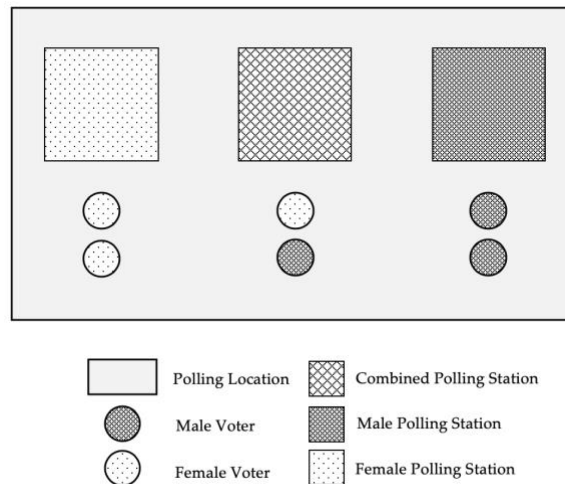 Polling Location
Combined Polling Station
Male Voter
Male Polling Station
Female Voter
Female Polling Station